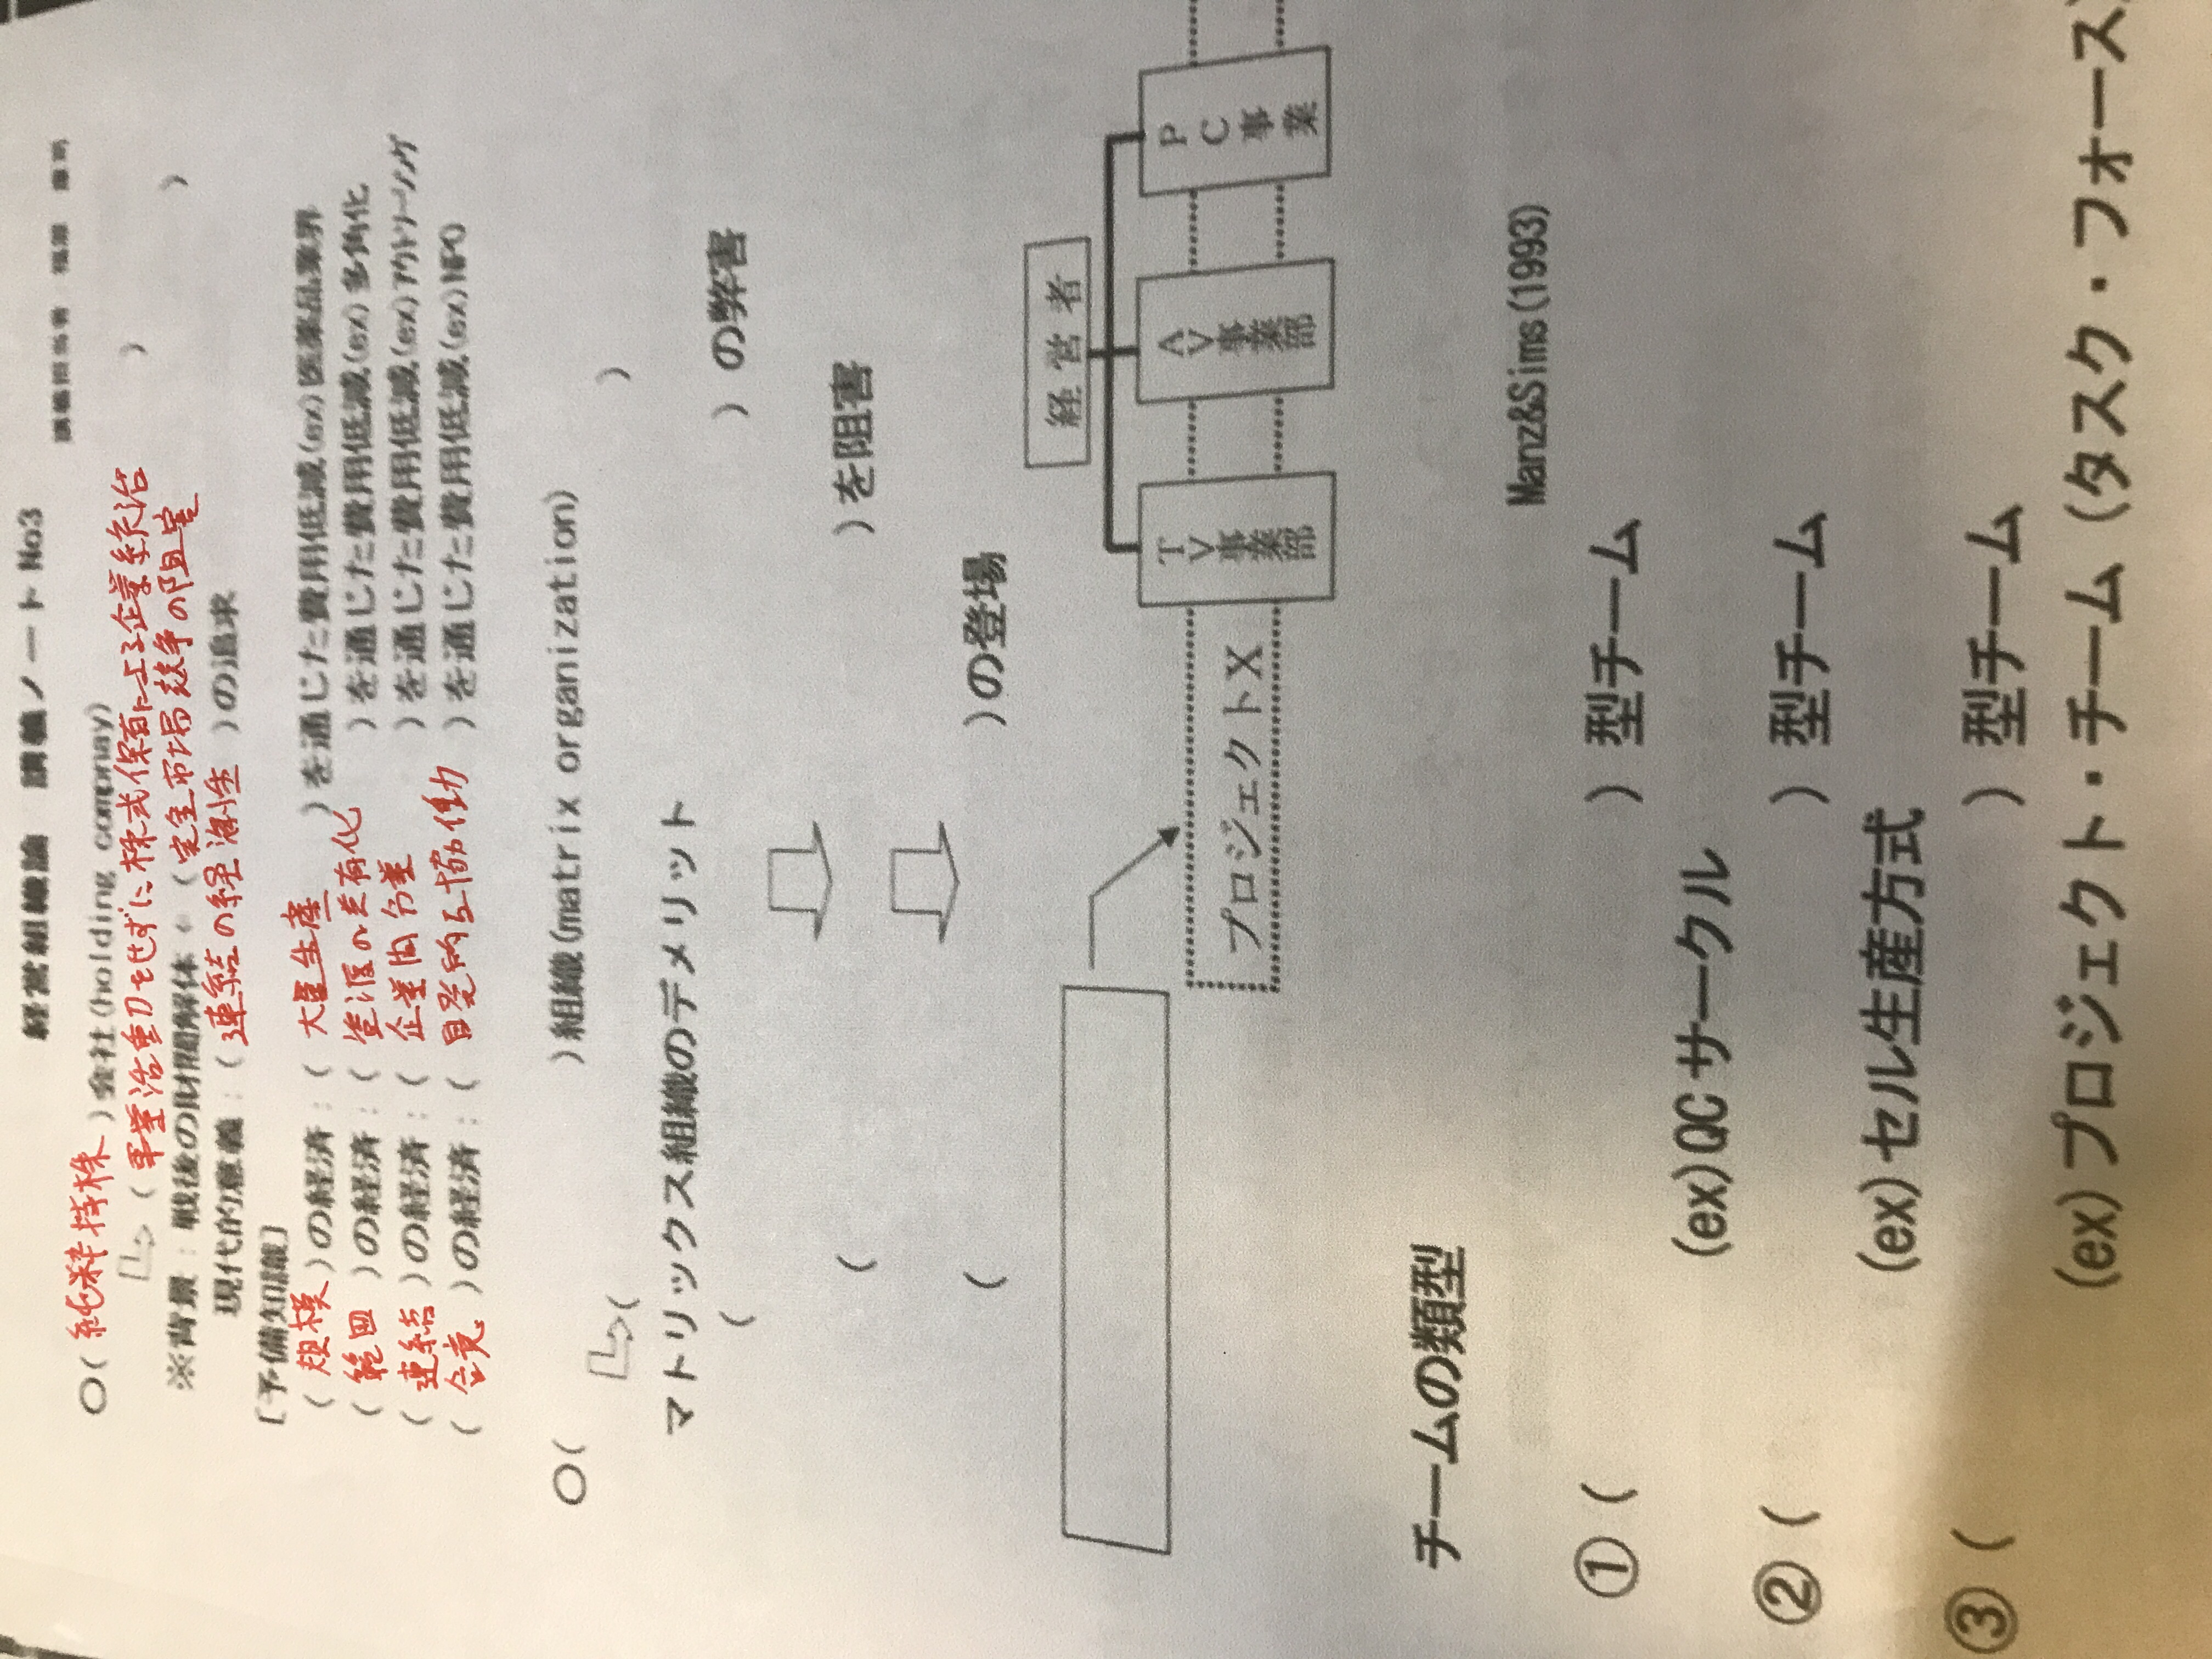 経営組織論 講義ノート No3
講義担当者
○( 純粋持株 )会社(holding compnay)
( 事業活動をせずに株式保有による企業統治 )
※背景:戦後の財閥解体 ( 完全市場競争の阻害 )
現代的意義:( 連結の経済性 )の追求
[予備知識]
( 規模 )の経済:( 大量生産 )を通じた費用低減(ex)医薬品業界
( 範囲 )の経済:( 資源の共有化 )を通じた費用低減(ex)多角化
( 連結 )の経済:( 企業間分業 )を通じた費用低減(ex)アウトソーシング
( 合意 )の経済:( 自発的 協働 )を通じた費用低減(ex)NPO
○( )組織(matrix organization)
( )
マトリックス組織のデメリット
( )の弊害
( )を阻害
( )の登場
経営者
プロジェクトX
TV事業部
AV事業部
PC事業
チームの類型
Manz&Sims(1993)
①( )型チーム
(ex)QCサークル
②( )型チーム
(ex)セル生産方式
③( )型チーム
(ex)プロジェクト・チーム(タスク・フォース)